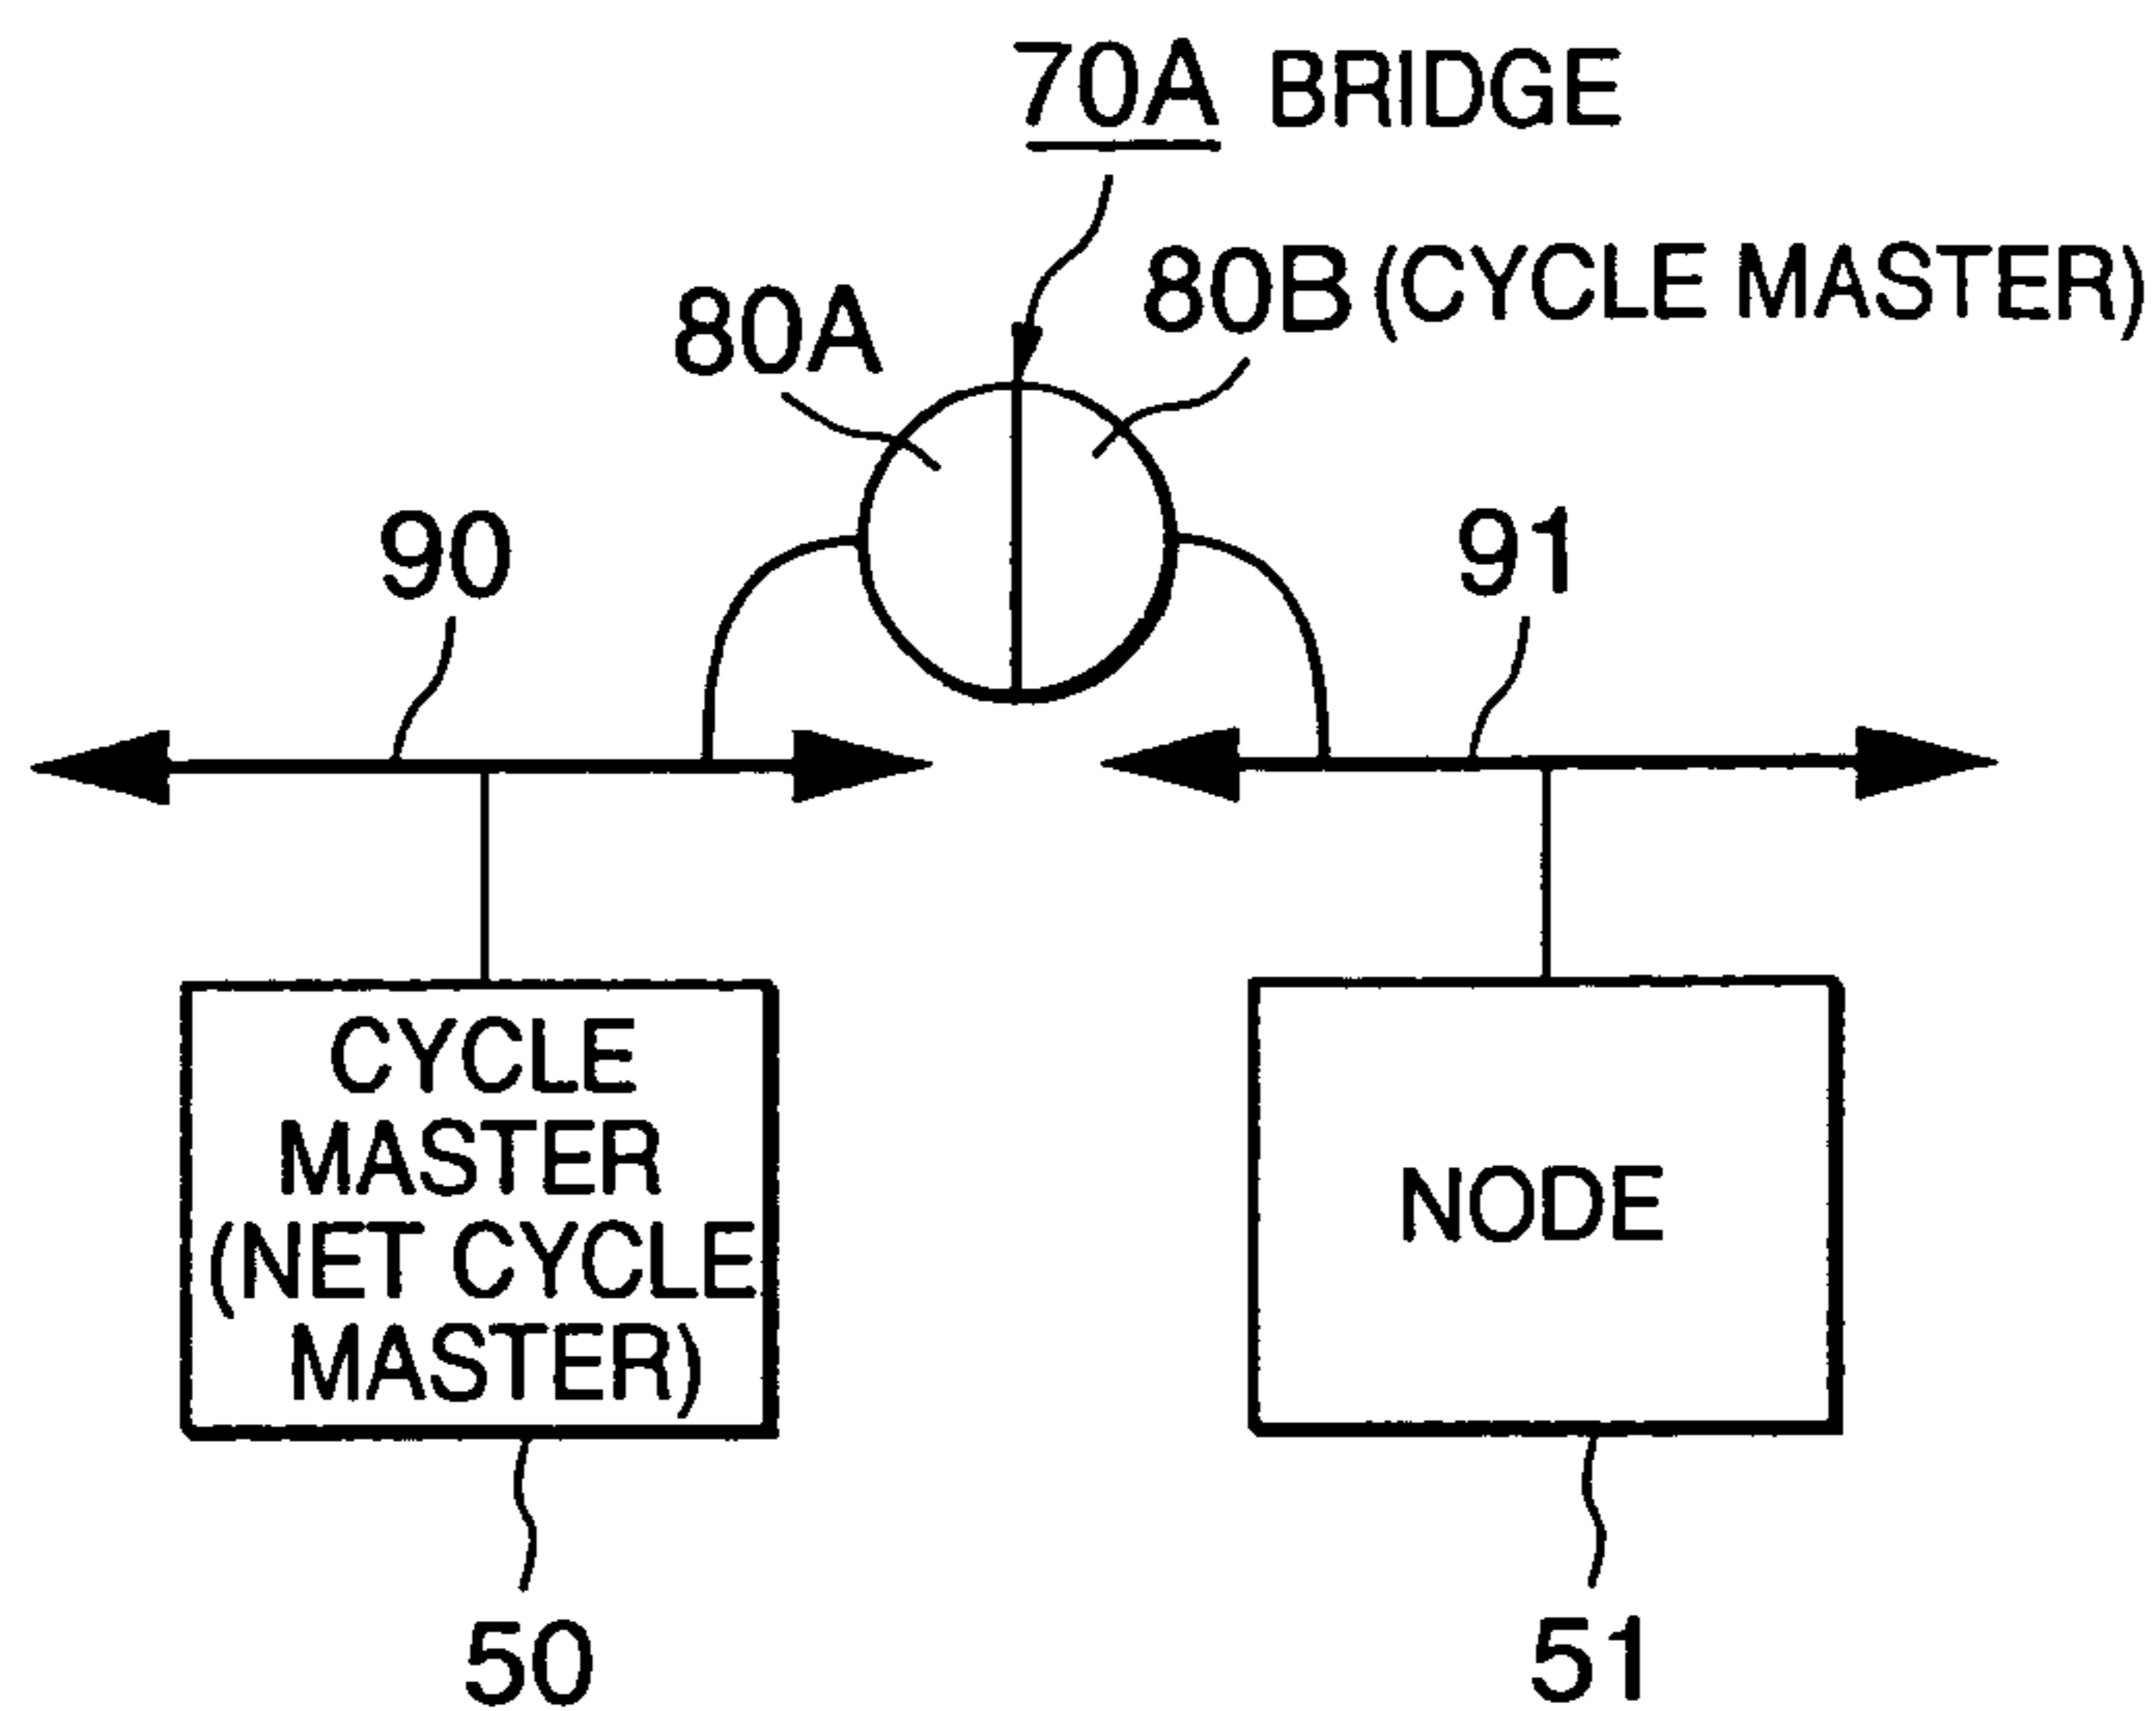 70A BRIDGE
80A
80B (CYCLE MASTER)
90
91
CYCLE
MASTER
(NET CYCLE
MASTER)
NODE
50
51